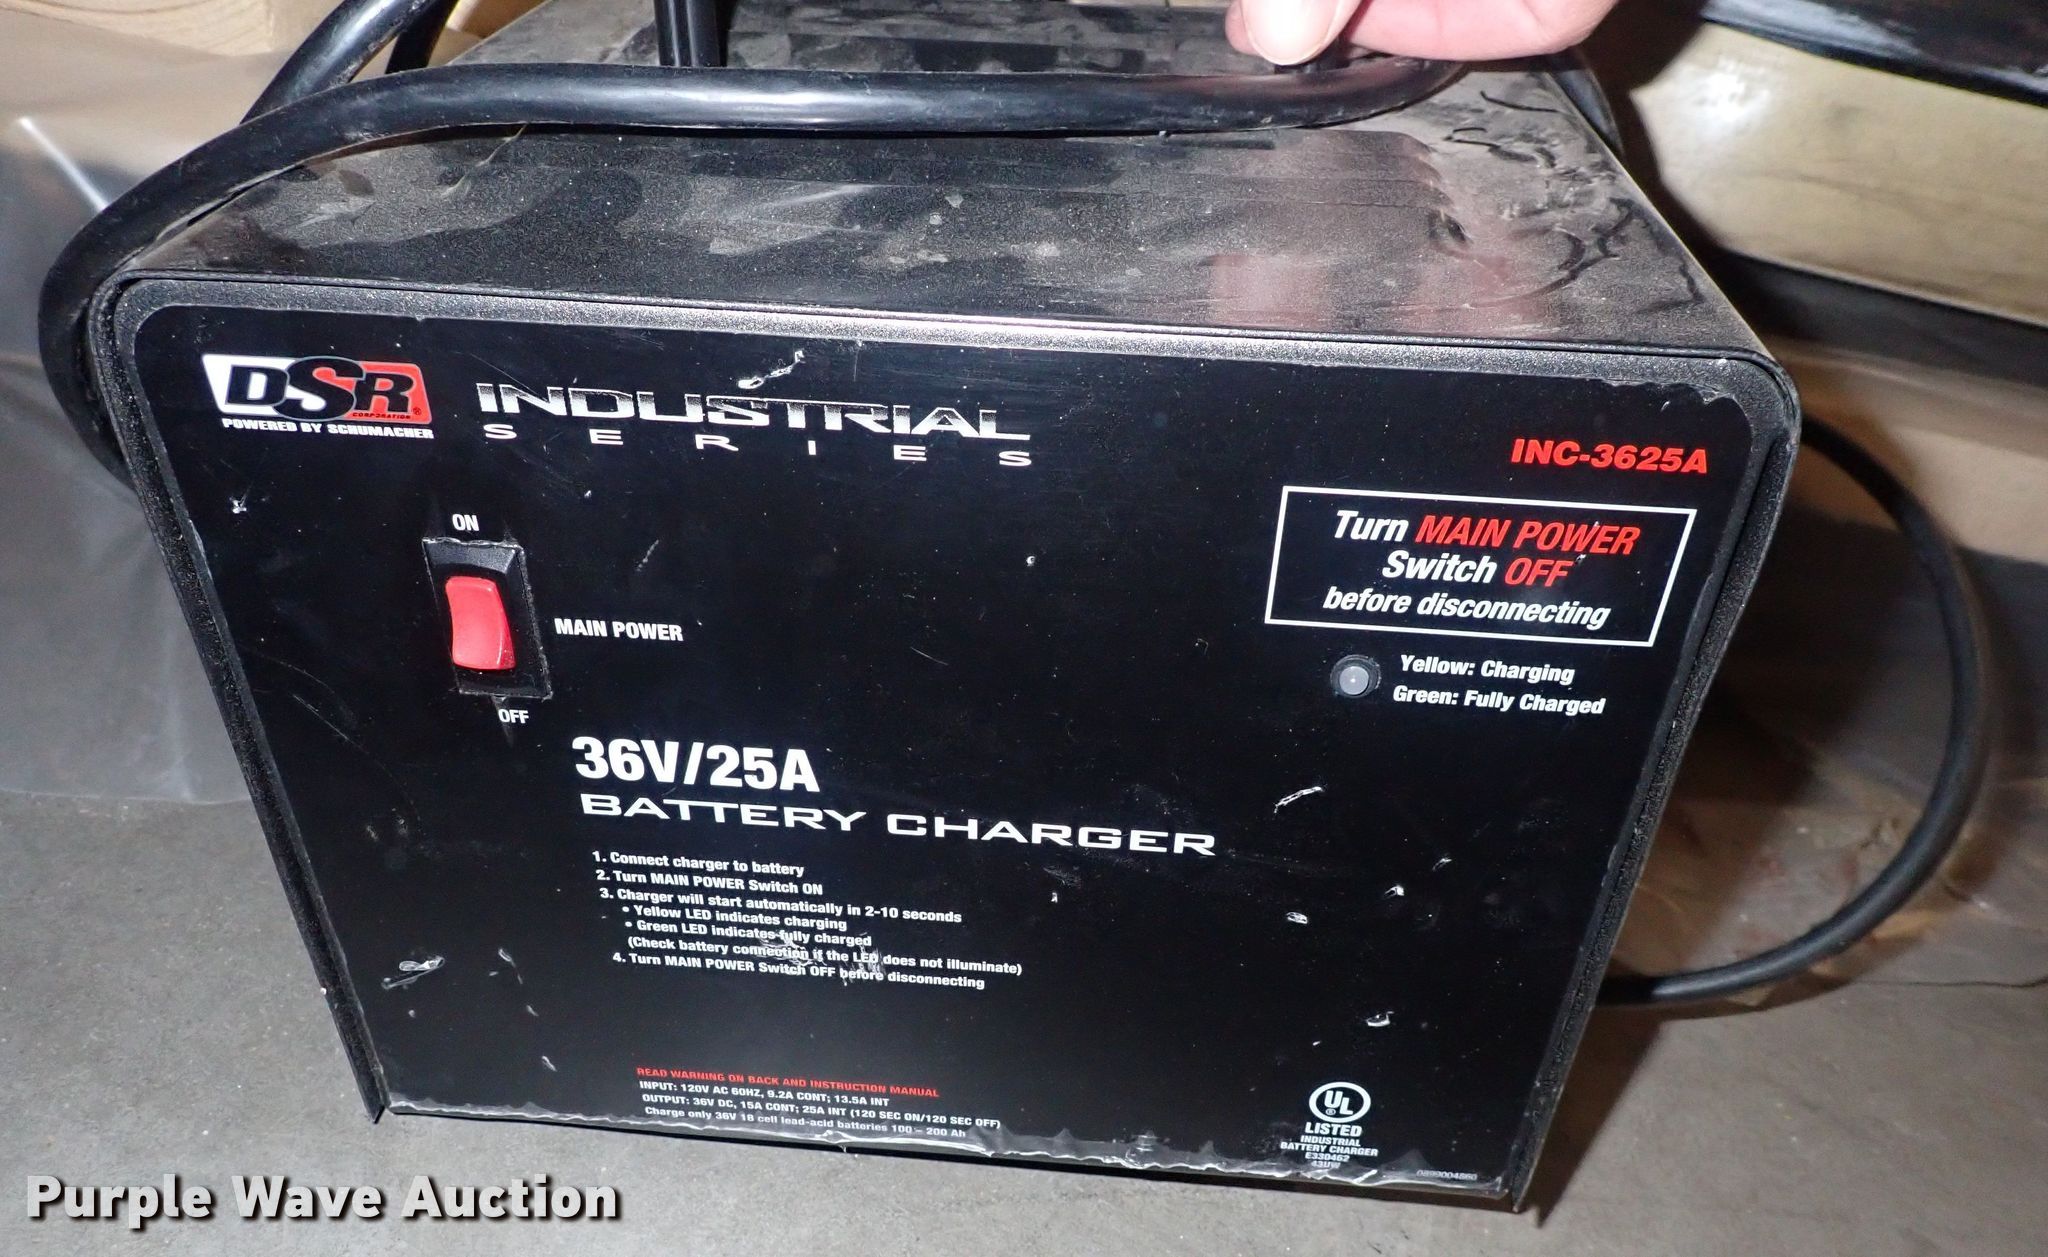 DSR
CORPORATION ®
POWERED BY SCHUMACHER
INDUSTRIAL
SERIES
INC-3625A
Turn MAIN POWER
Switch OFF
before disconnecting
ON
MAIN POWER
OFF
Yellow: Charging
Green: Fully Charged
36V/25A
BATTERY CHARGER
1. Connect charger to battery
2. Turn MAIN POWER Switch ON
3. Charger will start automatically in 2-10 seconds
• Yellow LED indicates charging
• Green LED indicates fully charged
(Check battery connection if the LED does not illuminate)
4. Turn MAIN POWER Switch OFF before disconnecting
READ WARNING ON BACK AND INSTRUCTION MANUAL
INPUT: 120V AC 60HZ, 9.2A CONT; 13.5A INT
OUTPUT: 36V DC, 15A CONT; 25A INT (120 SEC ON/120 SEC OFF)
Charge only 36V 18 cell lead-acid batteries 100 – 200 Ah
UL ®
LISTED
INDUSTRIAL
BATTERY CHARGER
E330462
43UW
0899004860
Purple Wave Auction